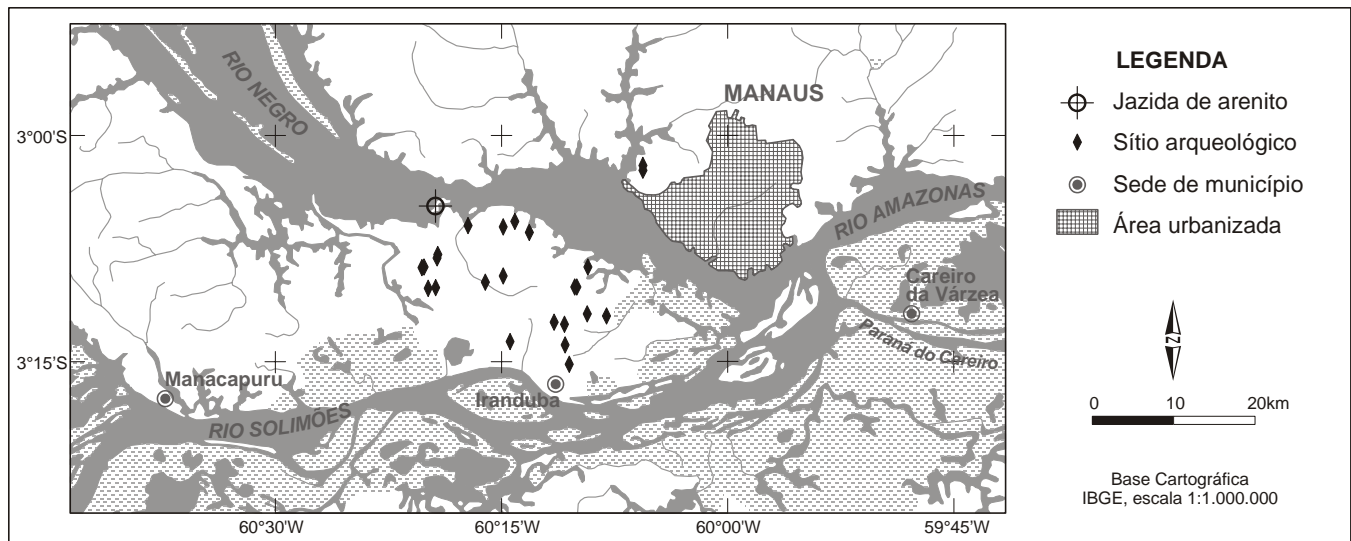 RIO NEGRO
MANAUS
3°00'S
RIO AMAZONAS
Careiro
da Várzea
Paraná do Careiro
3°15'S
Manacapuru
Iranduba
RIO SOLIMÕES
60°30'W
60°15'W
60°00'W
59°45'W
LEGENDA
Jazida de arenito
Sítio arqueológico
Sede de município
Área urbanizada
N
0 10 20km
Base Cartográfica
IBGE, escala 1:1.000.000